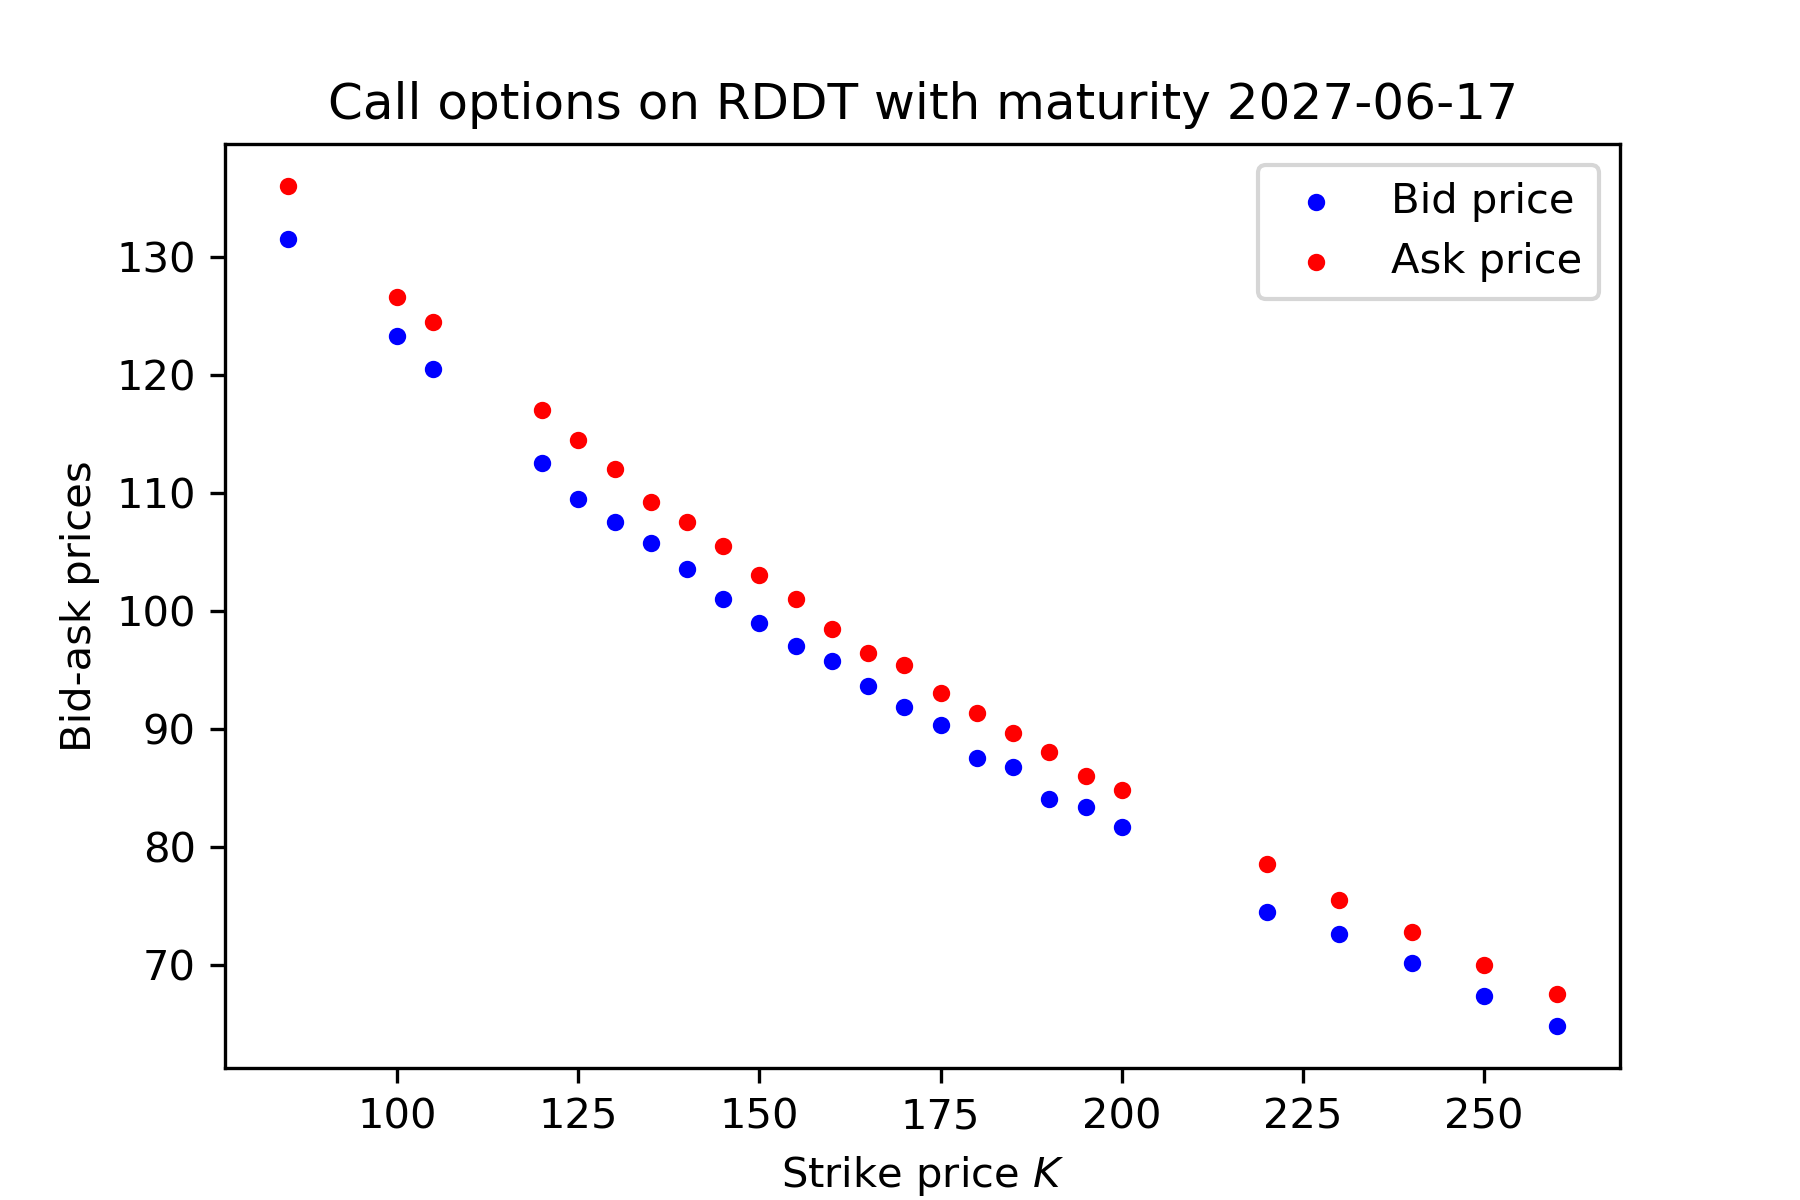 Call options on RDDT with maturity 2027-06-17
Bid price
Ask price
Bid-ask prices
130
120
110
100
90
80
70
100 125 150 175 200 225 250
Strike price K